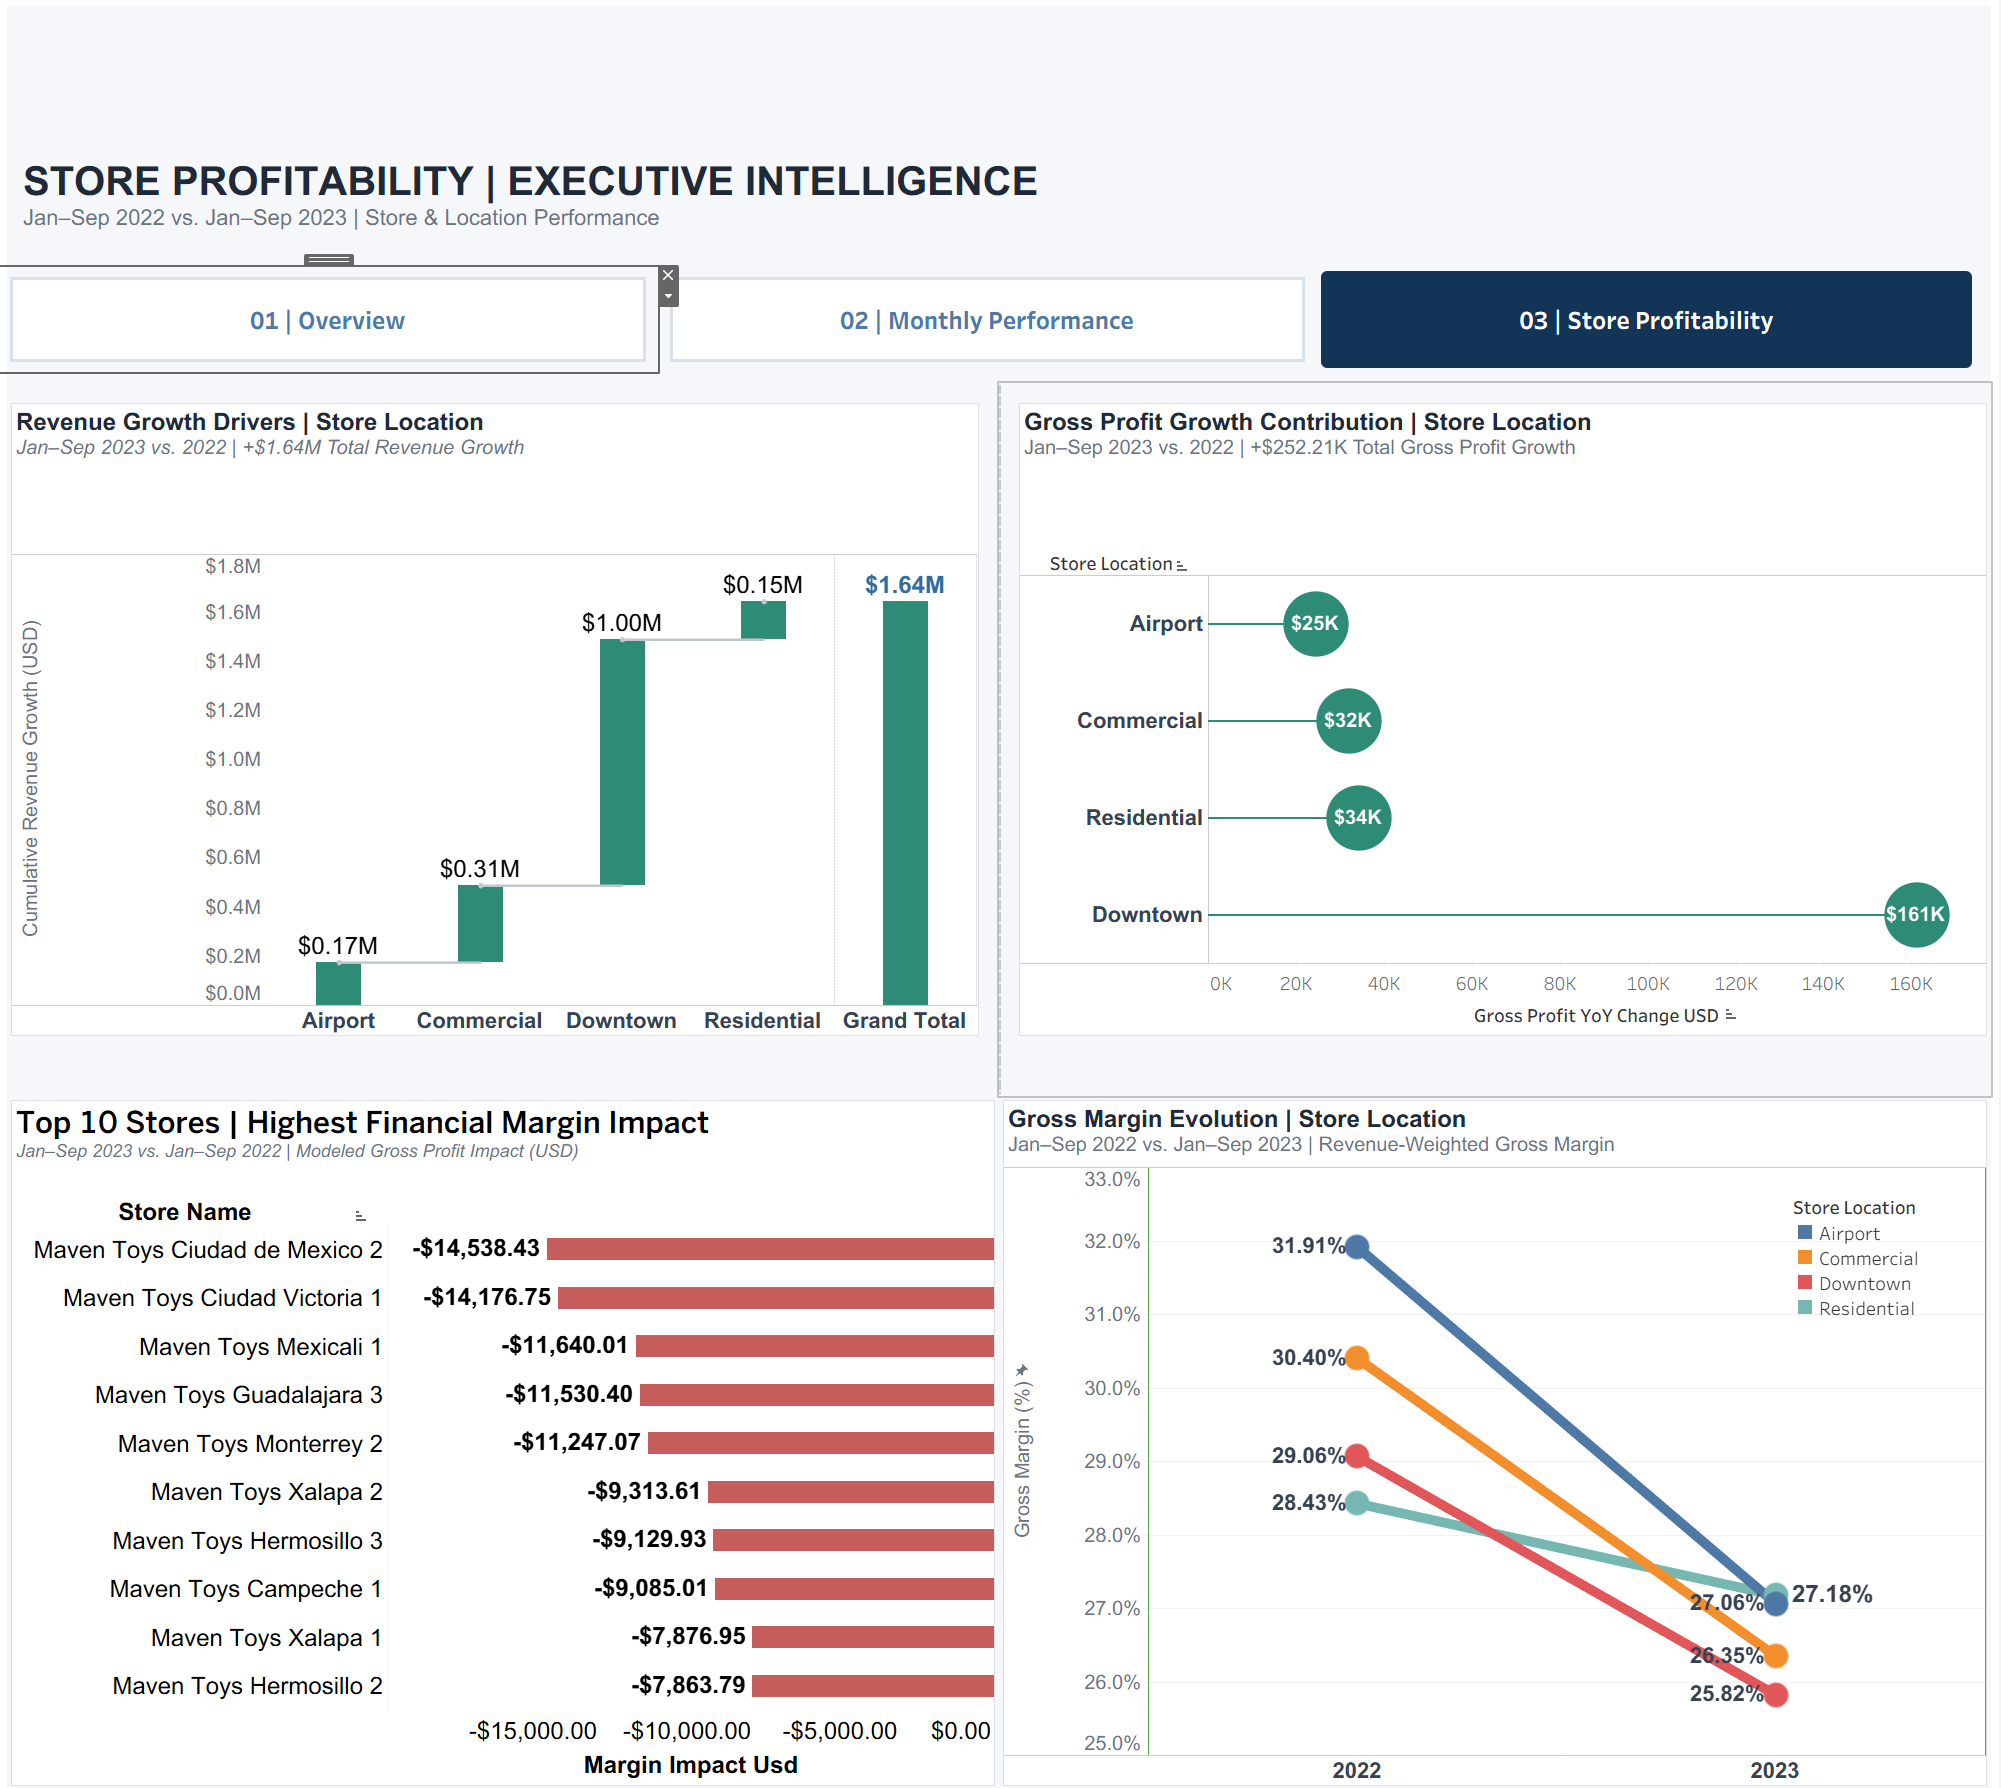 STORE PROFITABILITY | EXECUTIVE INTELLIGENCE
Jan–Sep 2022 vs. Jan–Sep 2023 | Store & Location Performance
01 | Overview
02 | Monthly Performance
03 | Store Profitability
Revenue Growth Drivers | Store Location
Jan–Sep 2023 vs. 2022 | +$1.64M Total Revenue Growth
Cumulative Revenue Growth (USD)
$1.8M
$1.6M
$1.4M
$1.2M
$1.0M
$0.8M
$0.6M
$0.4M
$0.2M
$0.0M
$0.17M
$0.31M
$1.00M
$0.15M
$1.64M
Airport
Commercial
Downtown
Residential
Grand Total
Gross Profit Growth Contribution | Store Location
Jan–Sep 2023 vs. 2022 | +$252.21K Total Gross Profit Growth
Store Location
Airport
$25K
Commercial
$32K
Residential
$34K
Downtown
$161K
0K
20K
40K
60K
80K
100K
120K
140K
160K
Gross Profit YoY Change USD
Top 10 Stores | Highest Financial Margin Impact
Jan–Sep 2023 vs. Jan–Sep 2022 | Modeled Gross Profit Impact (USD)
Store Name
Maven Toys Ciudad de Mexico 2
-$14,538.43
Maven Toys Ciudad Victoria 1
-$14,176.75
Maven Toys Mexicali 1
-$11,640.01
Maven Toys Guadalajara 3
-$11,530.40
Maven Toys Monterrey 2
-$11,247.07
Maven Toys Xalapa 2
-$9,313.61
Maven Toys Hermosillo 3
-$9,129.93
Maven Toys Campeche 1
-$9,085.01
Maven Toys Xalapa 1
-$7,876.95
Maven Toys Hermosillo 2
-$7,863.79
-$15,000.00
-$10,000.00
-$5,000.00
$0.00
Margin Impact Usd
Gross Margin Evolution | Store Location
Jan–Sep 2022 vs. Jan–Sep 2023 | Revenue-Weighted Gross Margin
Gross Margin (%)
33.0%
32.0%
31.0%
30.0%
29.0%
28.0%
27.0%
26.0%
25.0%
31.91%
30.40%
29.06%
28.43%
27.18%
27.06%
26.35%
25.82%
Store Location
Airport
Commercial
Downtown
Residential
2022
2023